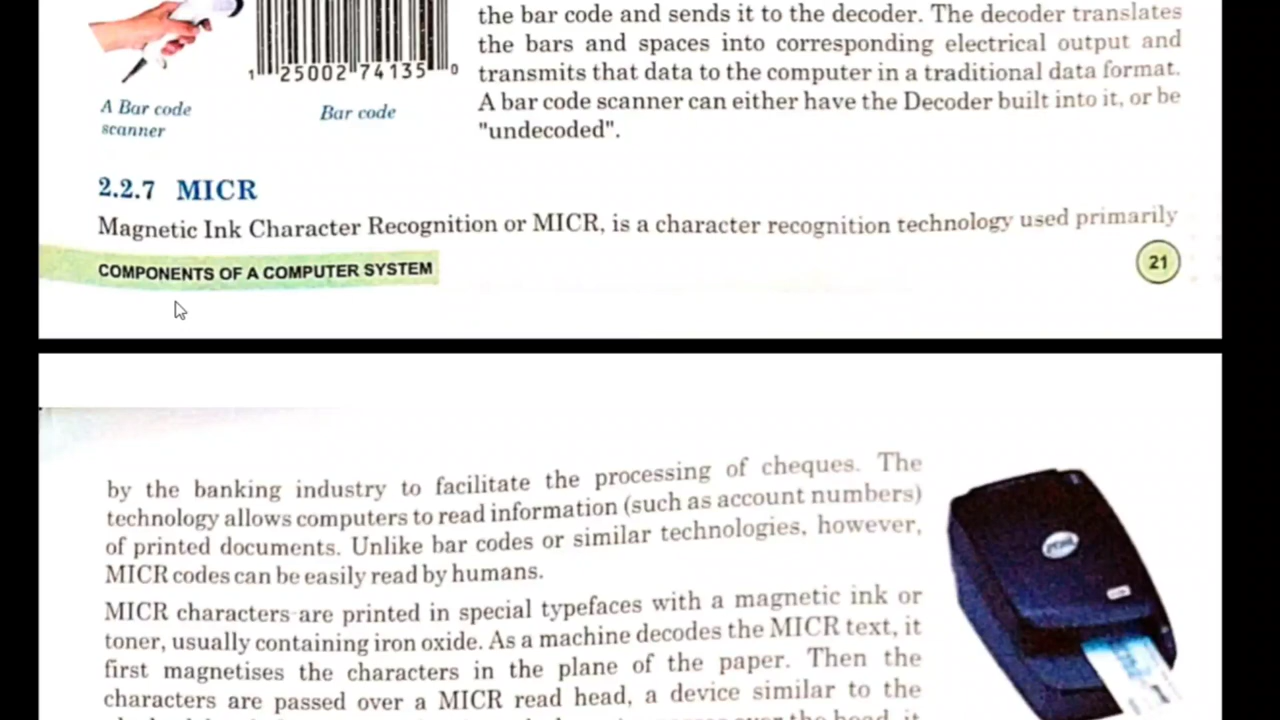 the bar code and sends it to the decoder. The decoder translates
the bars and spaces into corresponding electrical output and
transmits that data to the computer in a traditional data format.
A bar code scanner can either have the Decoder built into it, or be
"undecoded".
1 25002 74135 0
A Bar code
scanner
Bar code
2.2.7 MICR
Magnetic Ink Character Recognition or MICR, is a character recognition technology used primarily
COMPONENTS OF A COMPUTER SYSTEM
21
by the banking industry to facilitate the processing of cheques. The
technology allows computers to read information (such as account numbers)
of printed documents. Unlike bar codes or similar technologies, however,
MICR codes can be easily read by humans.
MICR characters are printed in special typefaces with a magnetic ink or
toner, usually containing iron oxide. As a machine decodes the MICR text, it
first magnetises the characters in the plane of the paper. Then the
characters are passed over a MICR read head, a device similar to the
over the head, it